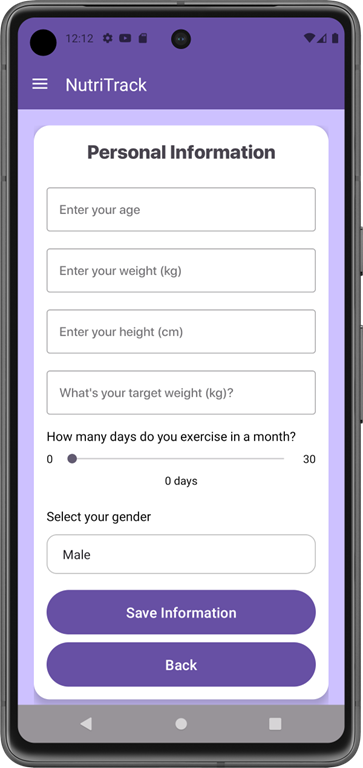 12:12
NutriTrack
Personal Information
Enter your age
Enter your weight (kg)
Enter your height (cm)
What's your target weight (kg)?
How many days do you exercise in a month?
0 30
0 days
Select your gender
Male
Save Information
Back